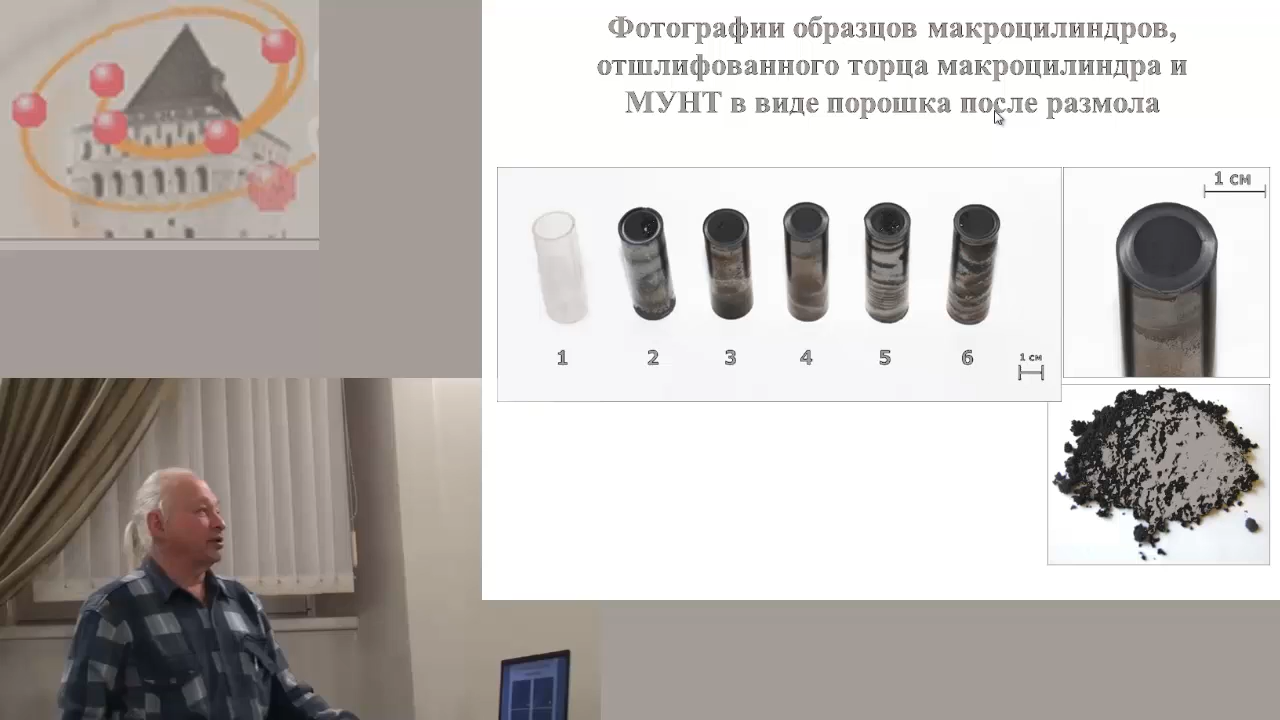 Фотографии образцов макроцилиндров,
отшлифованного торца макроцилиндра и
МУНТ в виде порошка после размола
1 см
1 2 3 4 5 6
1 см